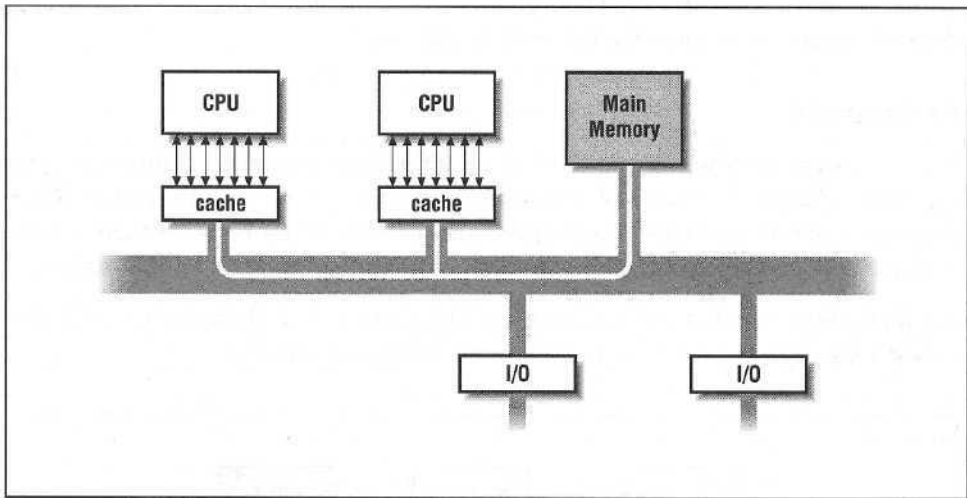 CPU
CPU
Main
Memory
cache
cache
I/O
I/O